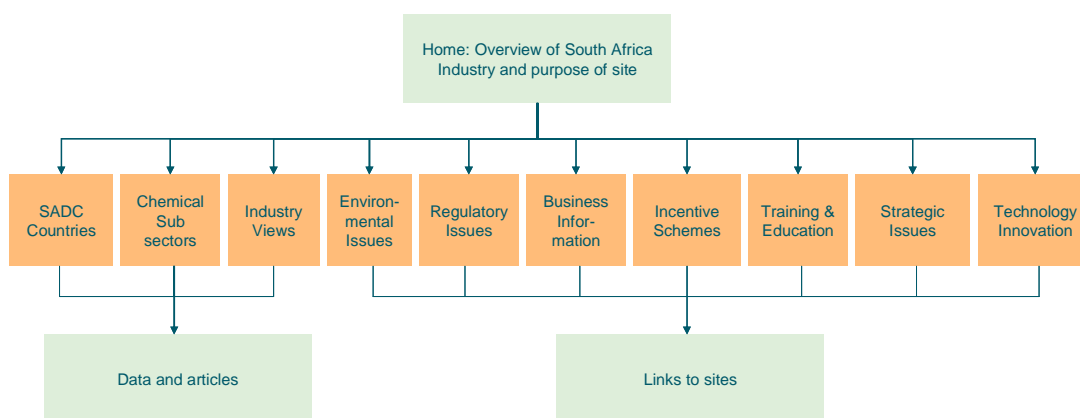 Home: Overview of South Africa
Industry and purpose of site
SADC
Countries
Chemical
Sub
sectors
Industry
Views
Environ-
mental
Issues
Regulatory
Issues
Business
Infor-
mation
Incentive
Schemes
Training &
Education
Strategic
Issues
Technology
Innovation
Data and articles
Links to sites